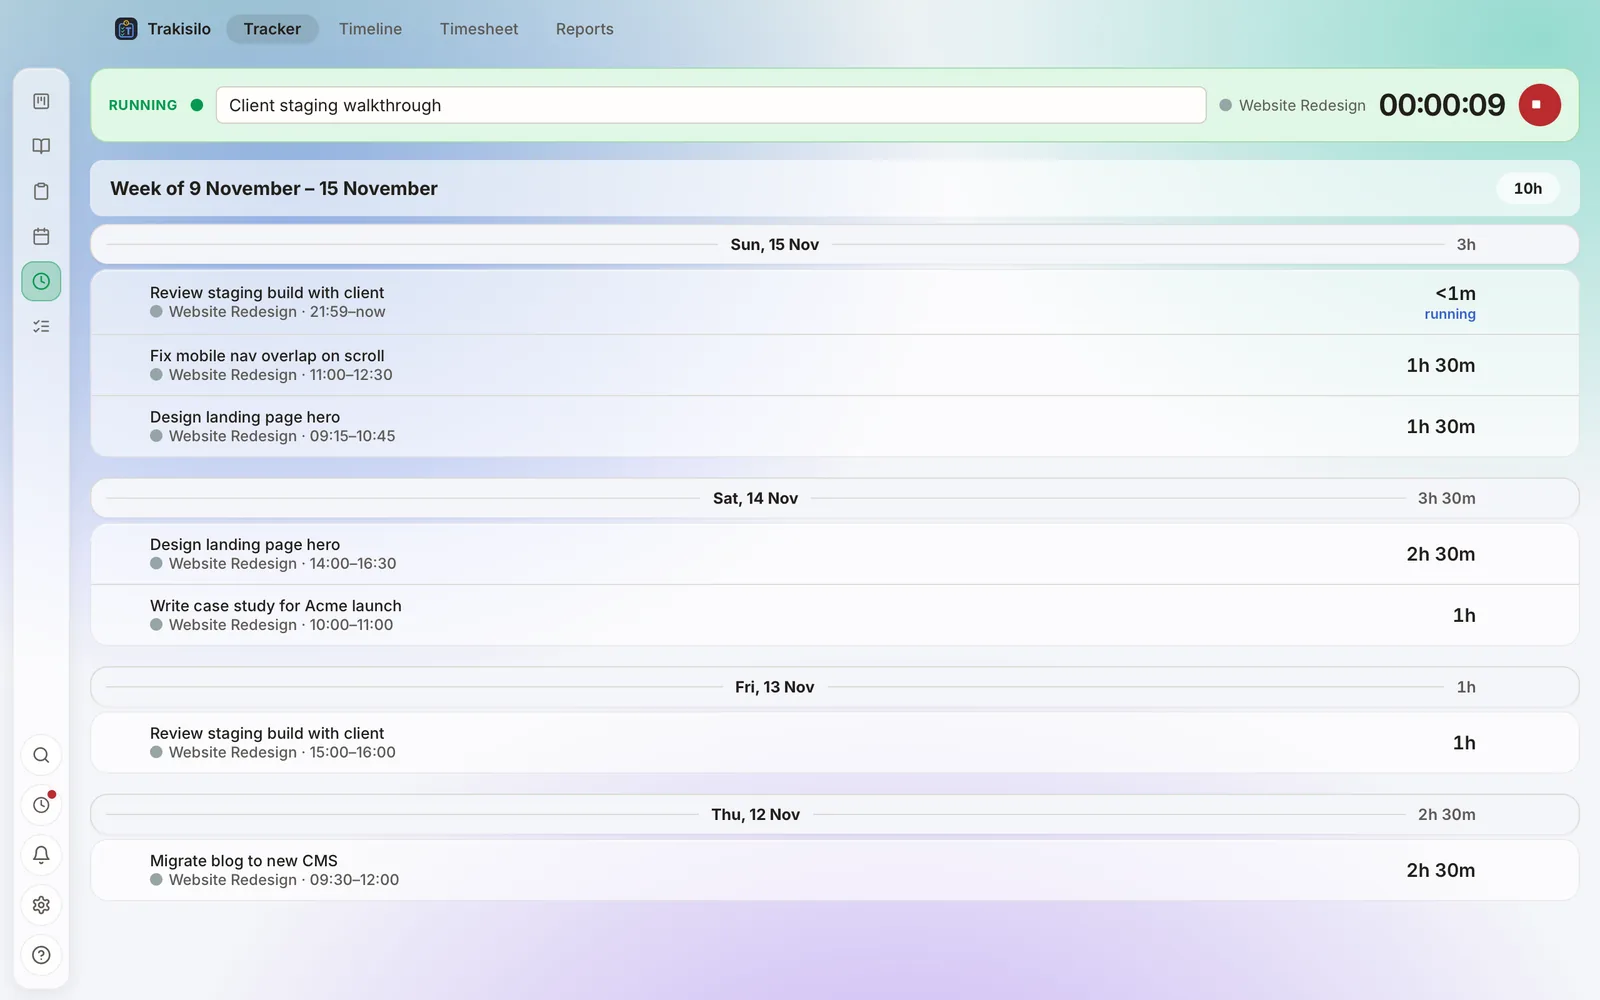 Trakisilo
Tracker
Timeline
Timesheet
Reports
RUNNING
Client staging walkthrough
Website Redesign
00:00:09
Week of 9 November – 15 November
10h
Sun, 15 Nov
3h
Review staging build with client
Website Redesign · 21:59–now
<1m
running
Fix mobile nav overlap on scroll
Website Redesign · 11:00–12:30
1h 30m
Design landing page hero
Website Redesign · 09:15–10:45
1h 30m
Sat, 14 Nov
3h 30m
Design landing page hero
Website Redesign · 14:00–16:30
2h 30m
Write case study for Acme launch
Website Redesign · 10:00–11:00
1h
Fri, 13 Nov
1h
Review staging build with client
Website Redesign · 15:00–16:00
1h
Thu, 12 Nov
2h 30m
Migrate blog to new CMS
Website Redesign · 09:30–12:00
2h 30m